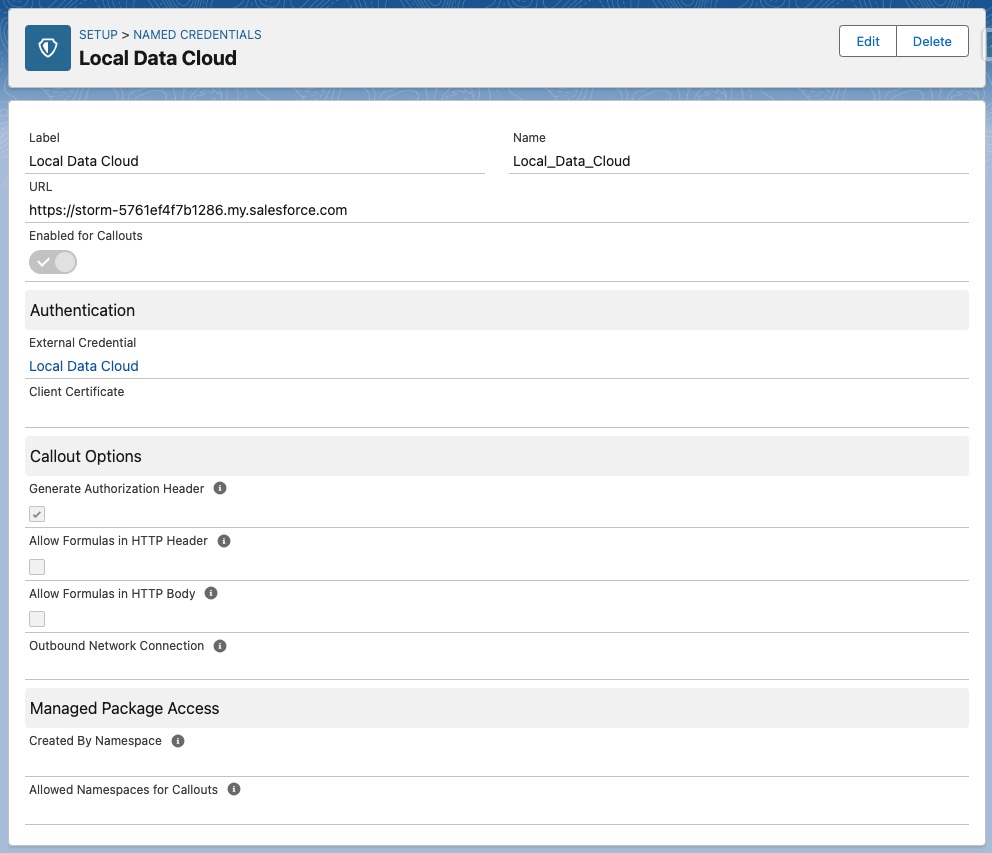 SETUP > NAMED CREDENTIALS
Local Data Cloud
Edit
Delete
Label
Local Data Cloud
Name
Local_Data_Cloud
URL
https://storm-5761ef4f7b1286.my.salesforce.com
Enabled for Callouts
Authentication
External Credential
Local Data Cloud
Client Certificate
Callout Options
Generate Authorization Header
Allow Formulas in HTTP Header
Allow Formulas in HTTP Body
Outbound Network Connection
Managed Package Access
Created By Namespace
Allowed Namespaces for Callouts